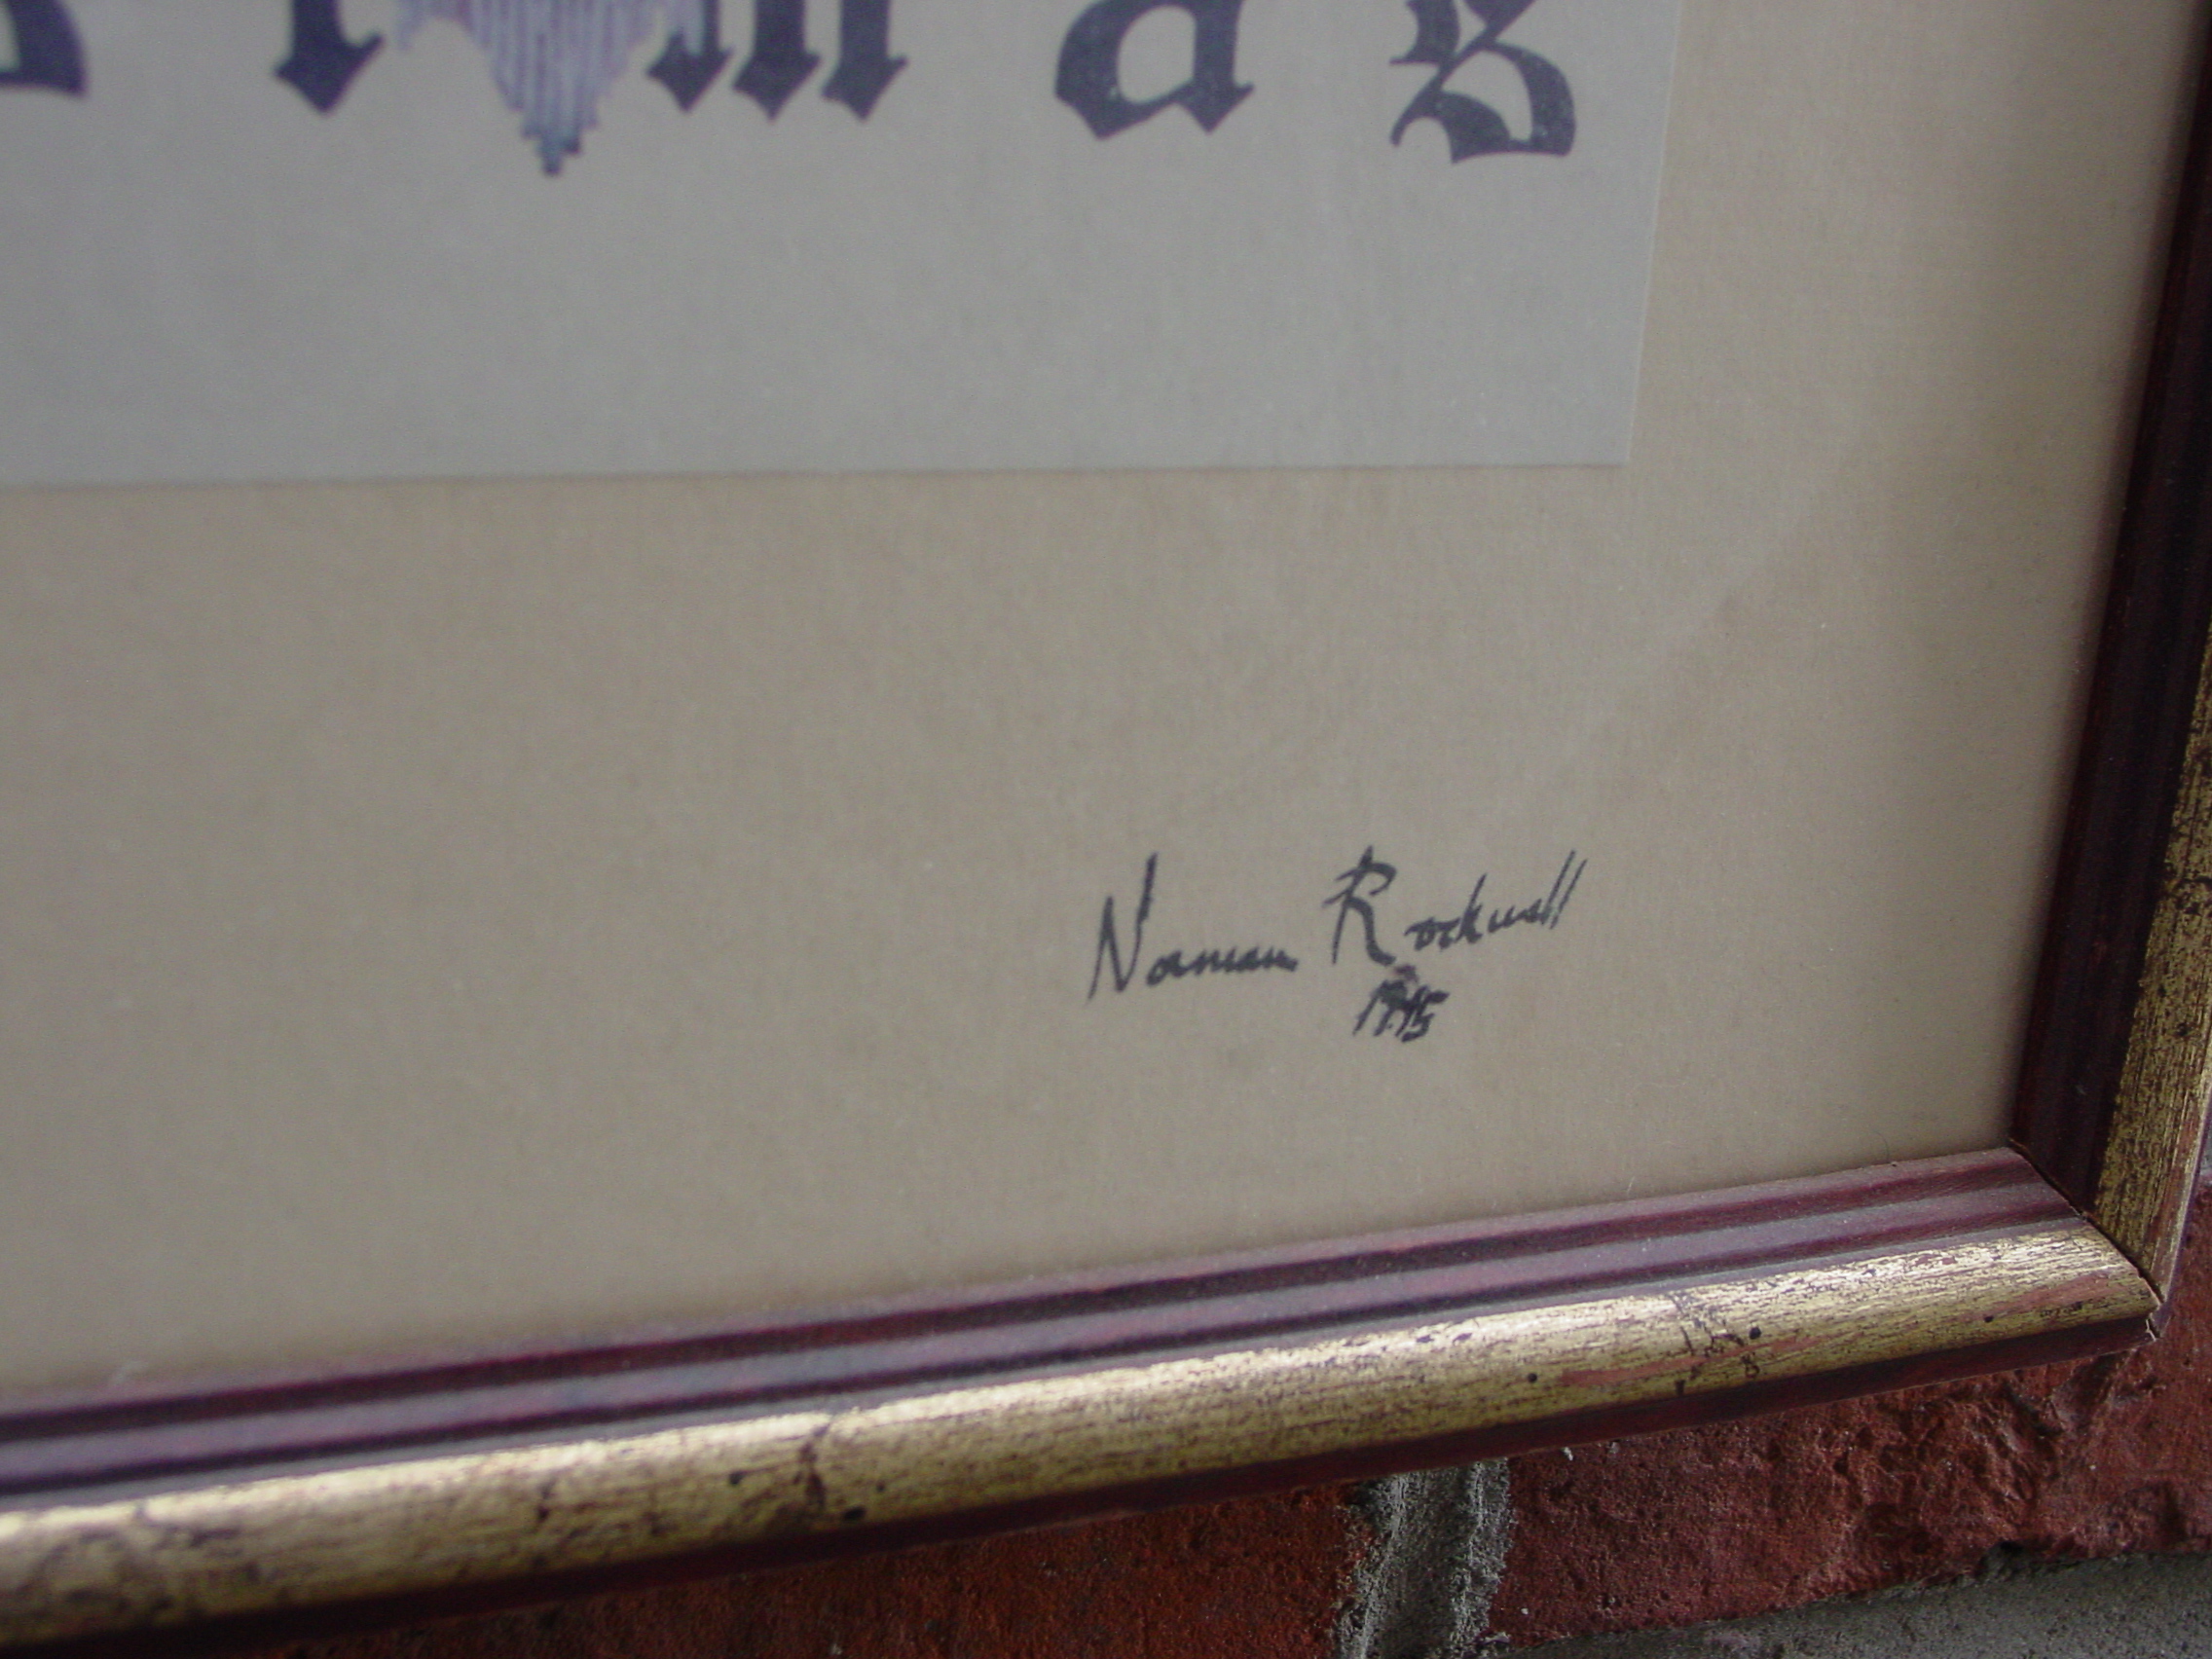 s t m a s
Norman Rockwell
1945